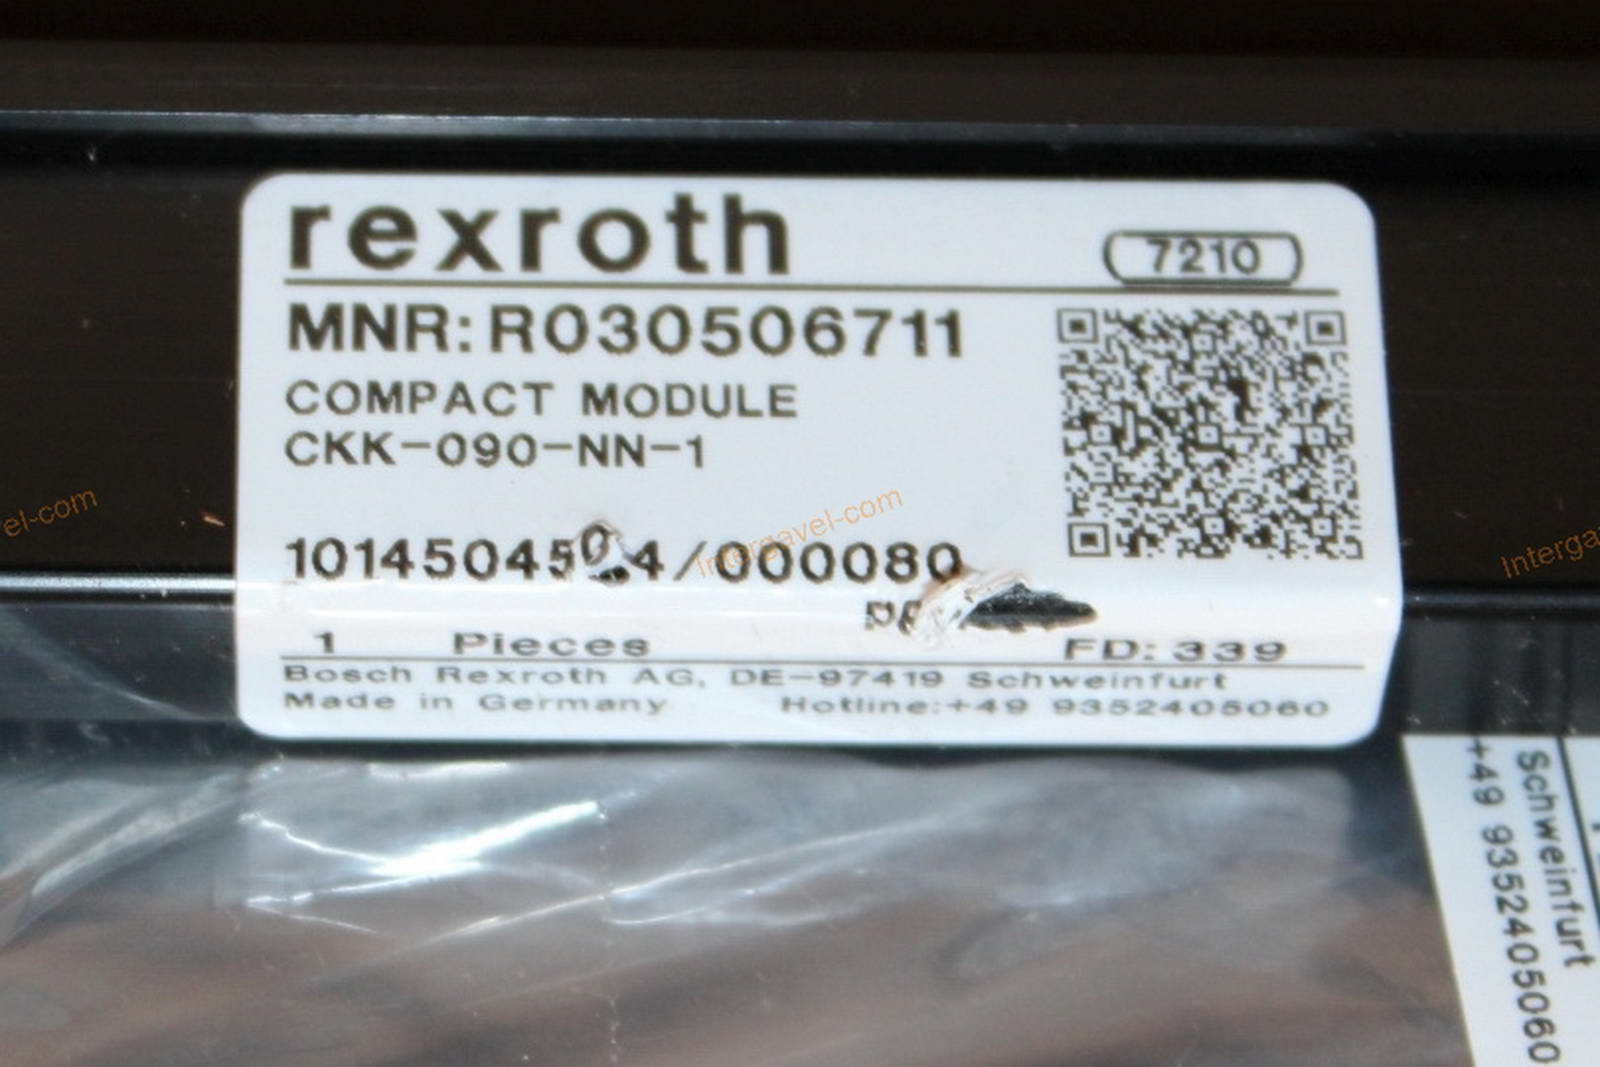 rexroth
7210
MNR: R030506711
COMPACT MODULE
CKK-090-NN-1
/000080
1 Pieces FD: 339
Bosch Rexroth AG, DE-97419 Schweinfurt
Made in Germany Hotline:+49 9352405060
Schweinfurt
+49 9352405060
Intergavel-com